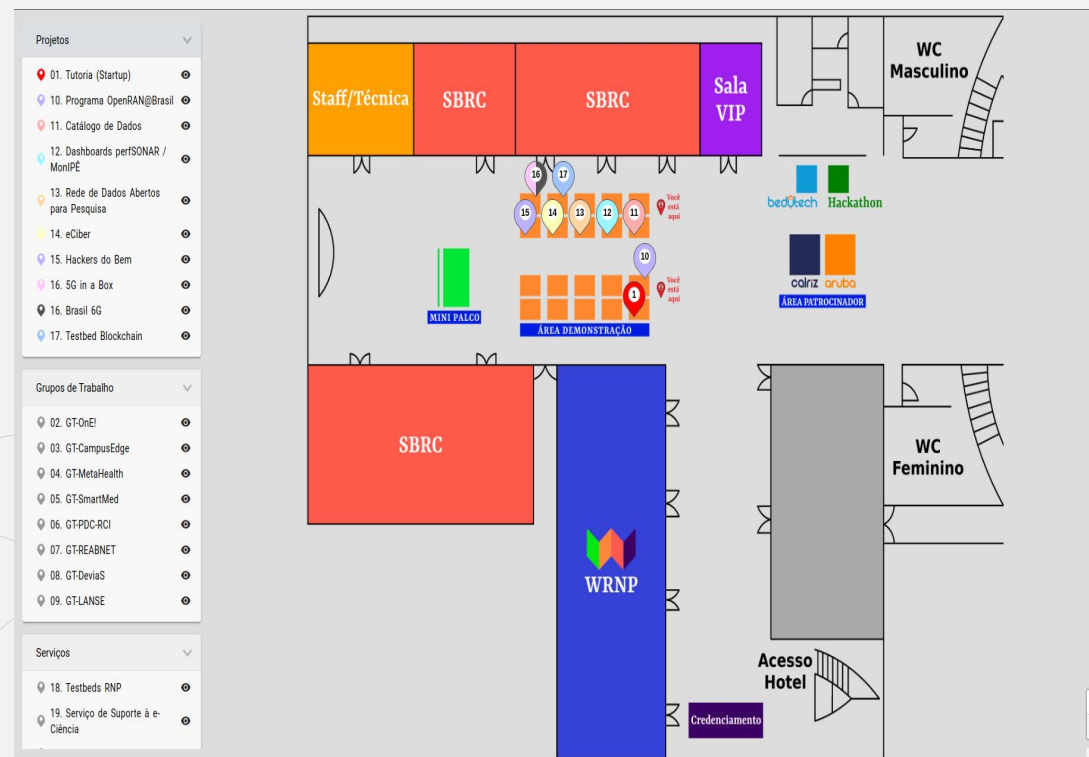 Projetos
01. Tutoria (Startup)
10. Programa OpenRAN@Brasil
11. Catálogo de Dados
12. Dashboards perfSONAR /
MonIPÊ
13. Rede de Dados Abertos
para Pesquisa
14. eCiber
15. Hackers do Bem
16. 5G in a Box
16. Brasil 6G
17. Testbed Blockchain
Grupos de Trabalho
02. GT-OnE!
03. GT-CampusEdge
04. GT-MetaHealth
05. GT-SmartMed
06. GT-PDC-RCI
07. GT-REABNET
08. GT-DeviaS
09. GT-LANSE
Serviços
18. Testbeds RNP
19. Serviço de Suporte à e-
Ciência
Staff/Técnica
SBRC
SBRC
Sala
VIP
WC
Masculino
16
17
15
14
13
12
11
Você
está
aqui
bedutech
Hackathon
10
1
Você
está
aqui
calriz
aruba
ÁREA PATROCINADOR
MINI PALCO
ÁREA DEMONSTRAÇÃO
SBRC
WC
Feminino
WRNP
Acesso
Hotel
Credenciamento